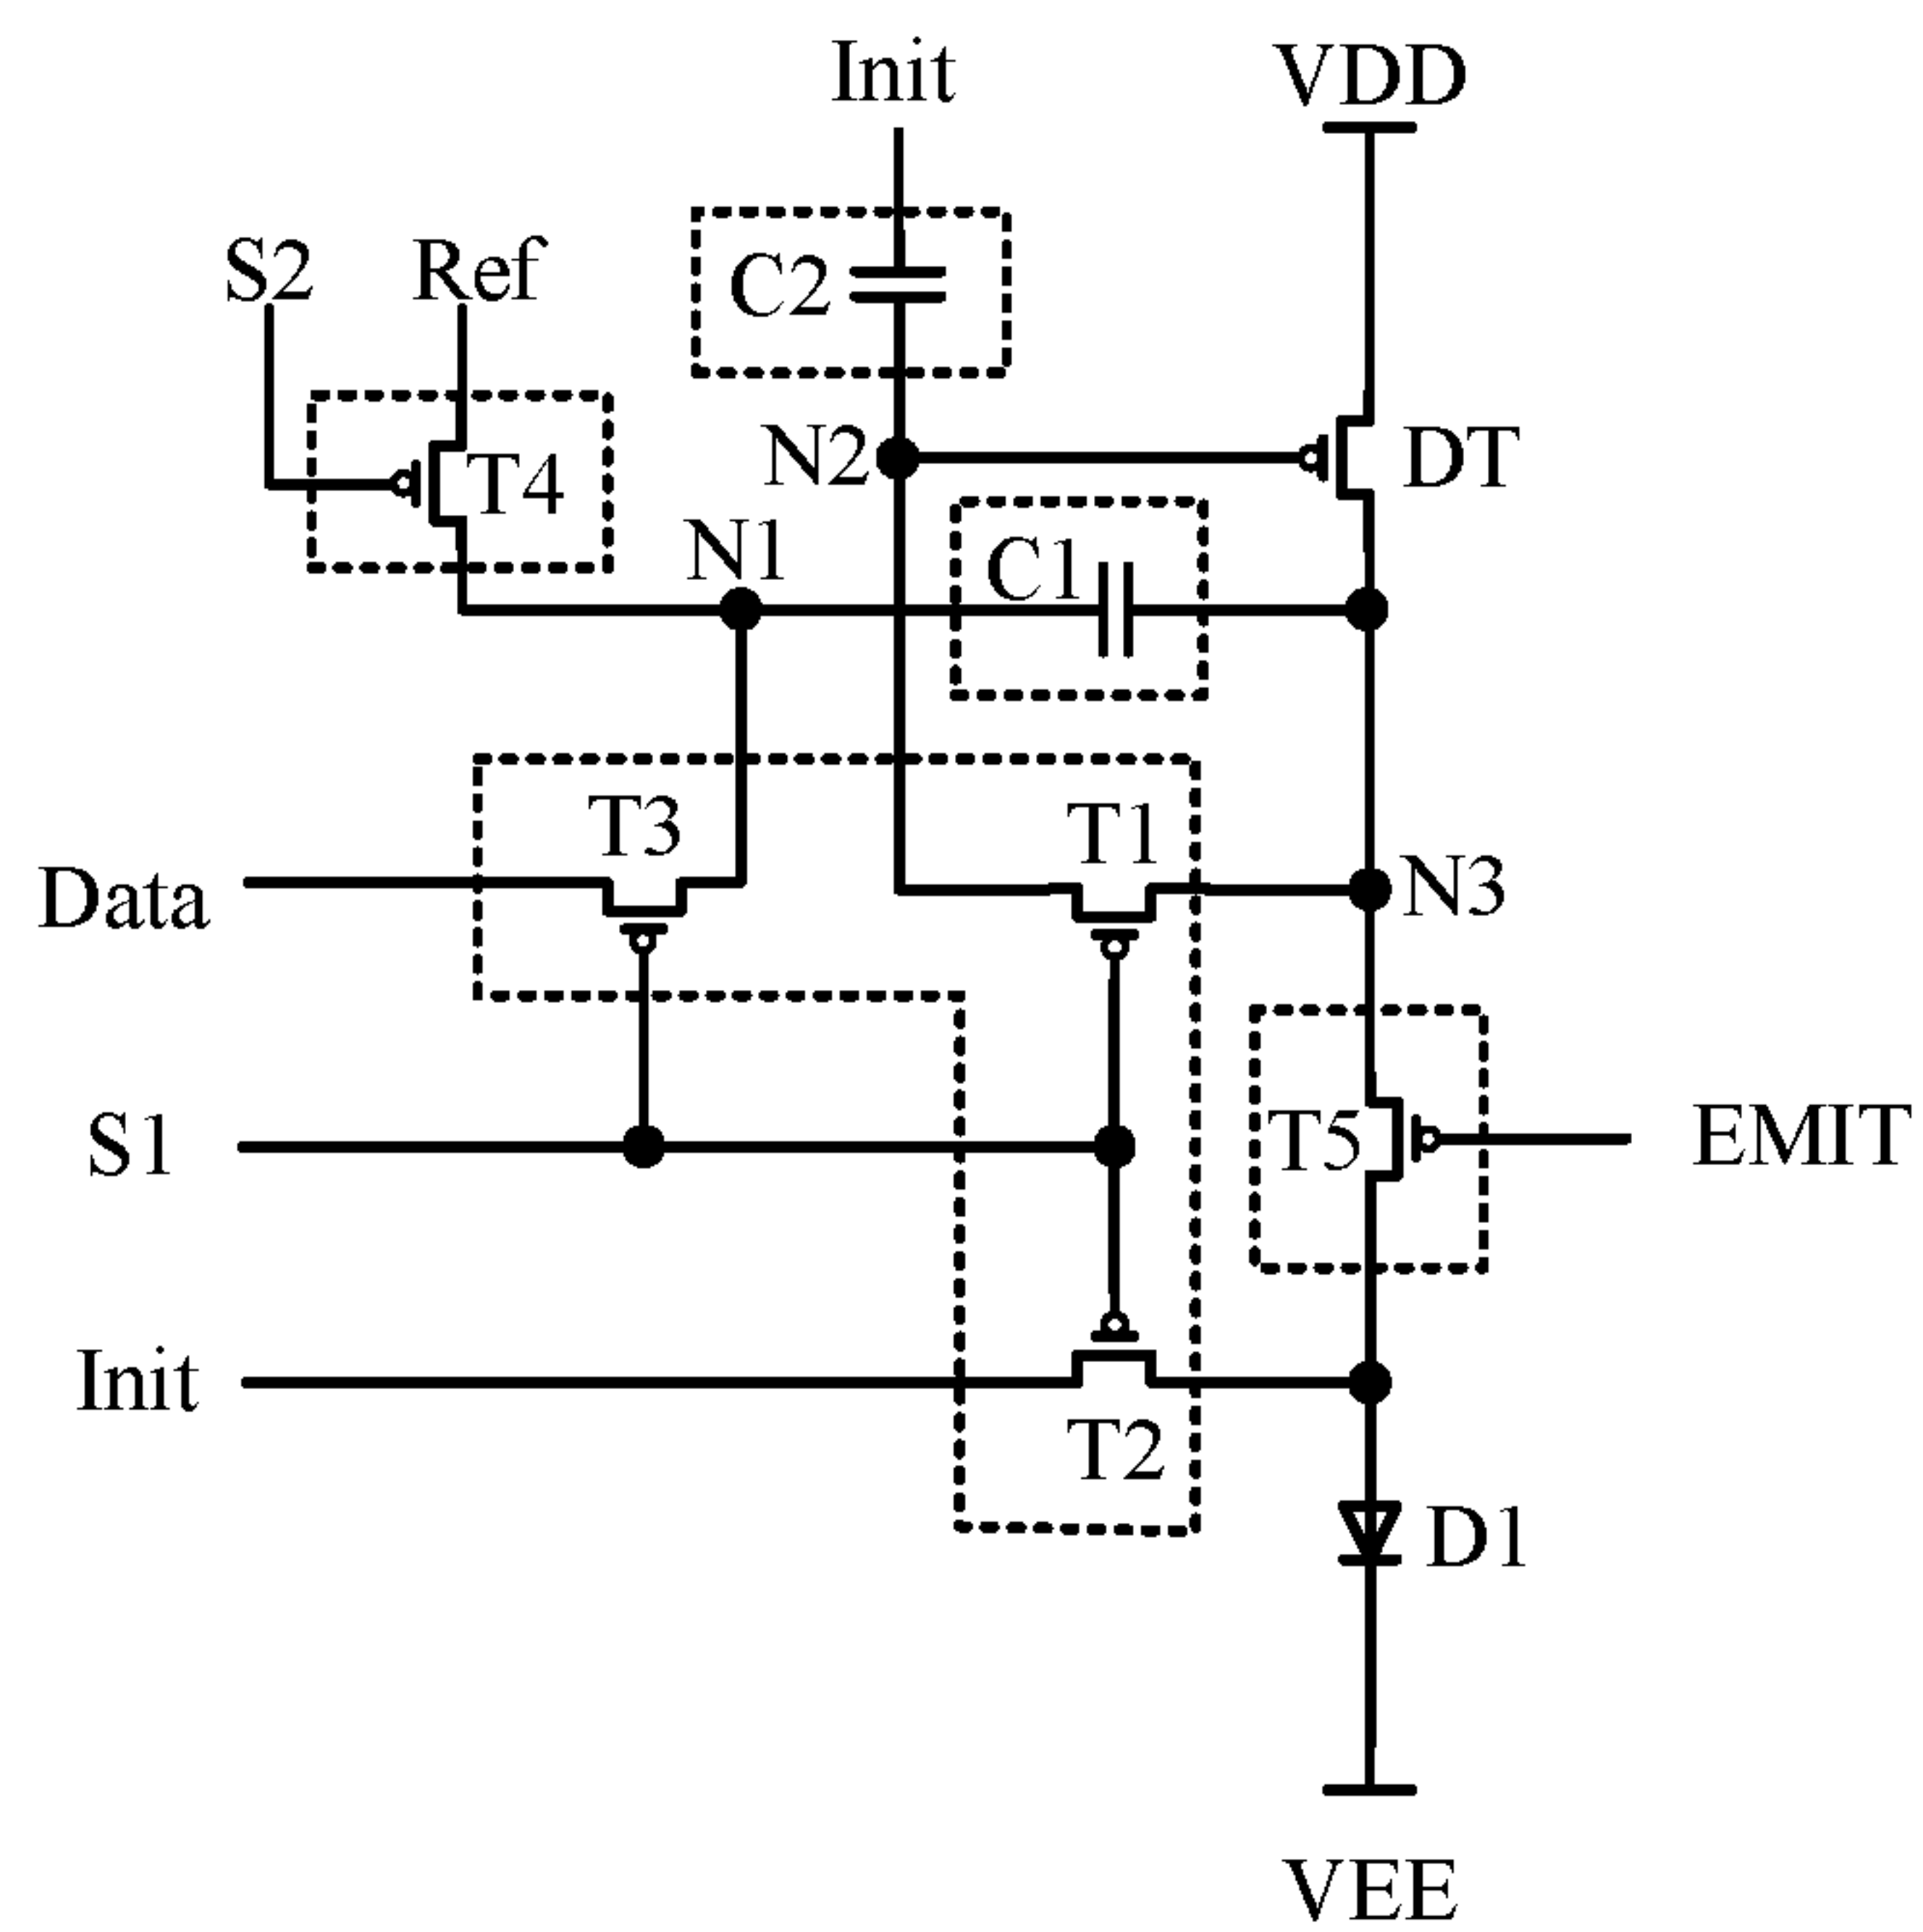 Init
VDD
S2
Ref
C2
N2
DT
T4
N1
C1
T3
T1
Data
N3
S1
T5
EMIT
Init
T2
D1
VEE